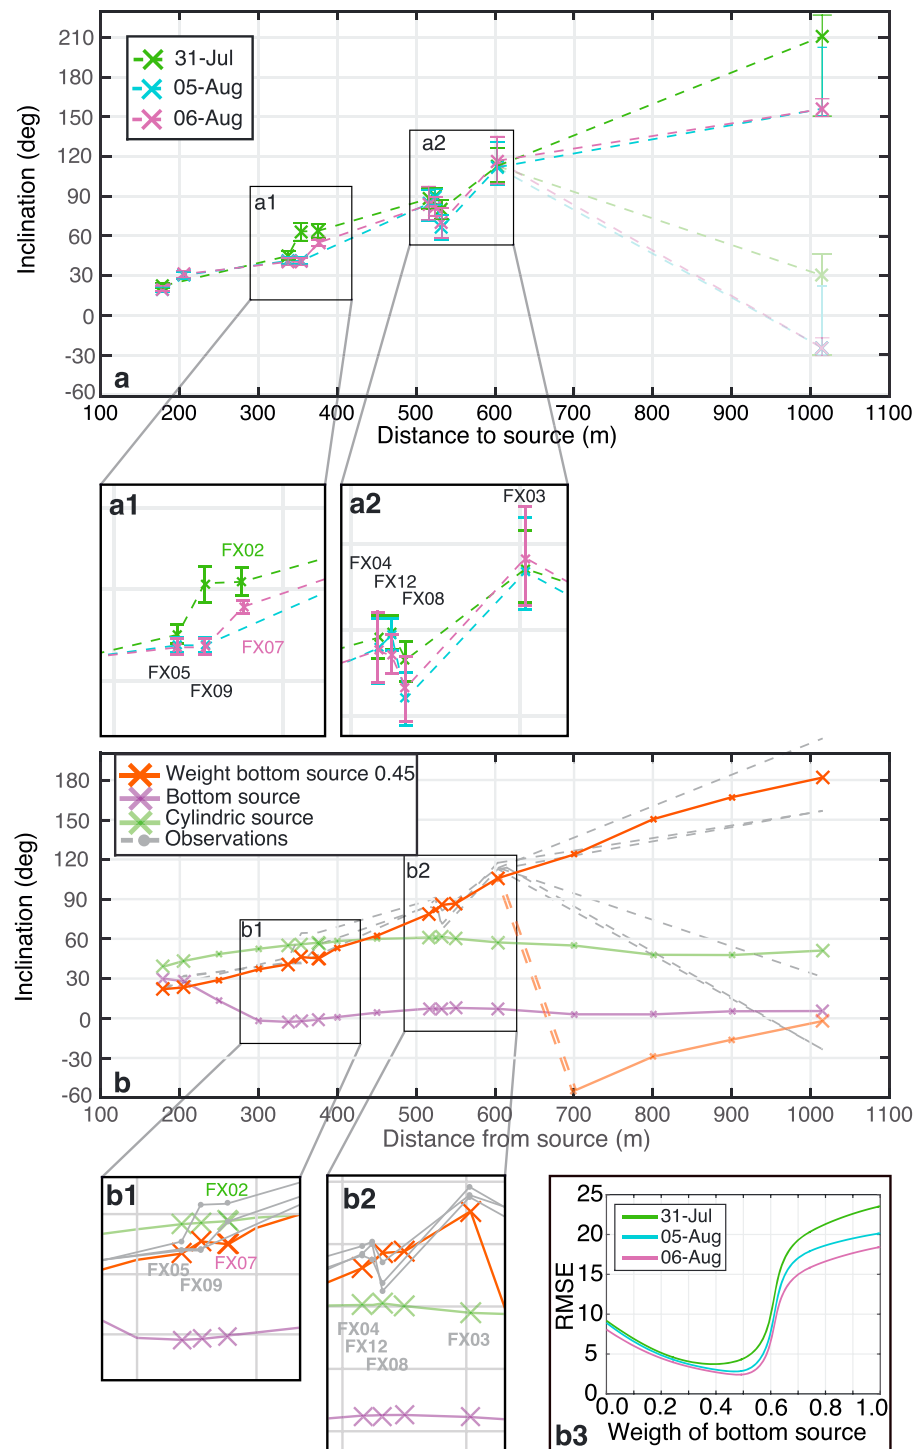 210
180
150
120
90
60
30
0
-30
-60
Inclination (deg)
31-Jul
05-Aug
06-Aug
a1
a2
a
100 200 300 400 500 600 700 800 900 1000 1100
Distance to source (m)
a1
FX02
FX07
FX05
FX09
a2
FX03
FX04
FX12
FX08
180
150
120
90
60
30
0
-30
-60
Inclination (deg)
Weight bottom source 0.45
Bottom source
Cylindric source
Observations
b1
b2
b
100 200 300 400 500 600 700 800 900 1000 1100
Distance from source (m)
b1
FX02
FX07
FX05
FX09
b2
FX04
FX12
FX08
FX03
25
20
15
10
5
0
RMSE
31-Jul
05-Aug
06-Aug
0.0 0.2 0.4 0.6 0.8 1.0
Weigth of bottom source
b3